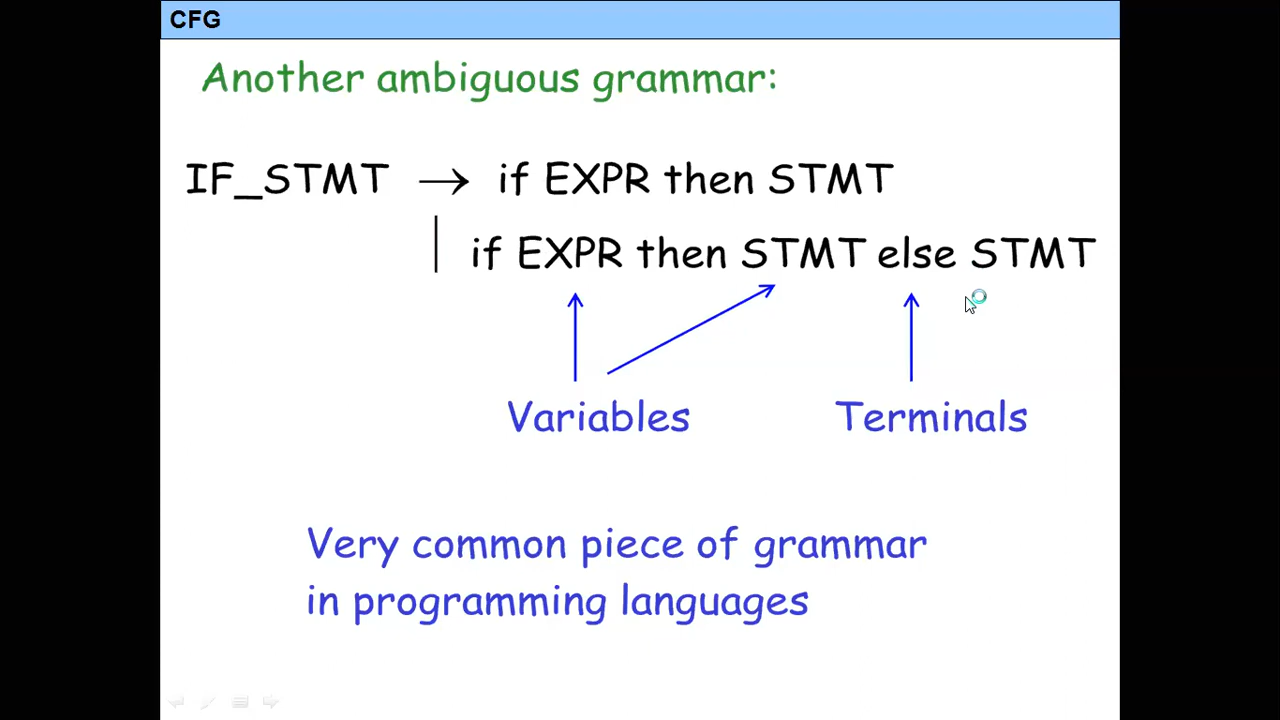 CFG
Another ambiguous grammar:
IF_STMT → if EXPR then STMT
| if EXPR then STMT else STMT
Variables Terminals
Very common piece of grammar
in programming languages